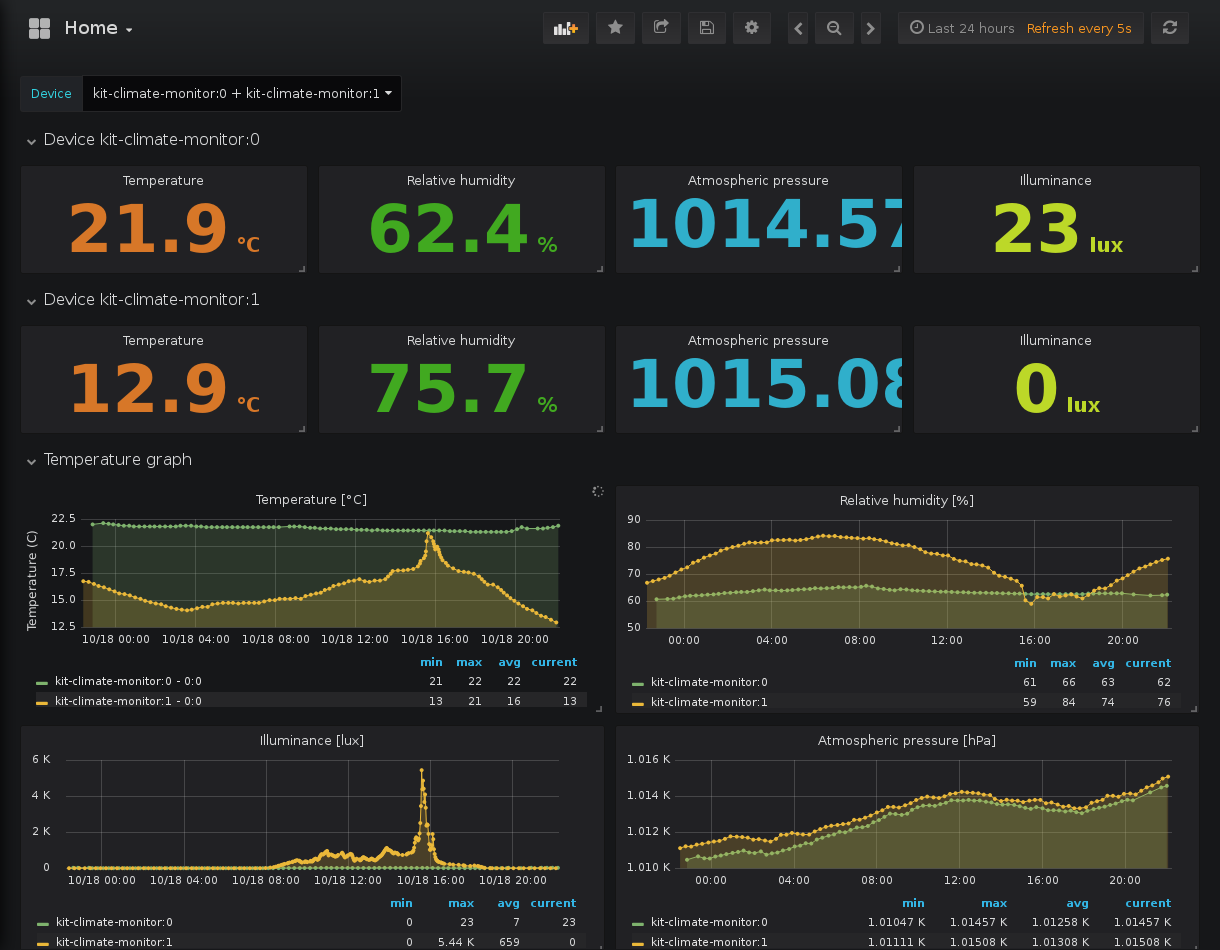 Home
Last 24 hours Refresh every 5s
Device kit-climate-monitor:0 + kit-climate-monitor:1
Device kit-climate-monitor:0
Temperature Relative humidity Atmospheric pressure Illuminance
21.9 °C 62.4 % 1014.57 23 lux
Device kit-climate-monitor:1
Temperature Relative humidity Atmospheric pressure Illuminance
12.9 °C 75.7 % 1015.08 0 lux
Temperature graph
Temperature [°C]
Temperature (C)
22.5
20.0
17.5
15.0
12.5
10/18 00:00 10/18 04:00 10/18 08:00 10/18 12:00 10/18 16:00 10/18 20:00
min max avg current
kit-climate-monitor:0 - 0:0 21 22 22 22
kit-climate-monitor:1 - 0:0 13 21 16 13
Relative humidity [%]
90
80
70
60
50
00:00 04:00 08:00 12:00 16:00 20:00
min max avg current
kit-climate-monitor:0 61 66 63 62
kit-climate-monitor:1 59 84 74 76
Illuminance [lux]
6 K
4 K
2 K
0
10/18 00:00 10/18 04:00 10/18 08:00 10/18 12:00 10/18 16:00 10/18 20:00
min max avg current
kit-climate-monitor:0 0 23 7 23
kit-climate-monitor:1 0 5.44 K 659 0
Atmospheric pressure [hPa]
1.016 K
1.014 K
1.012 K
1.010 K
00:00 04:00 08:00 12:00 16:00 20:00
min max avg current
kit-climate-monitor:0 1.01047 K 1.01457 K 1.01258 K 1.01457 K
kit-climate-monitor:1 1.01111 K 1.01508 K 1.01308 K 1.01508 K